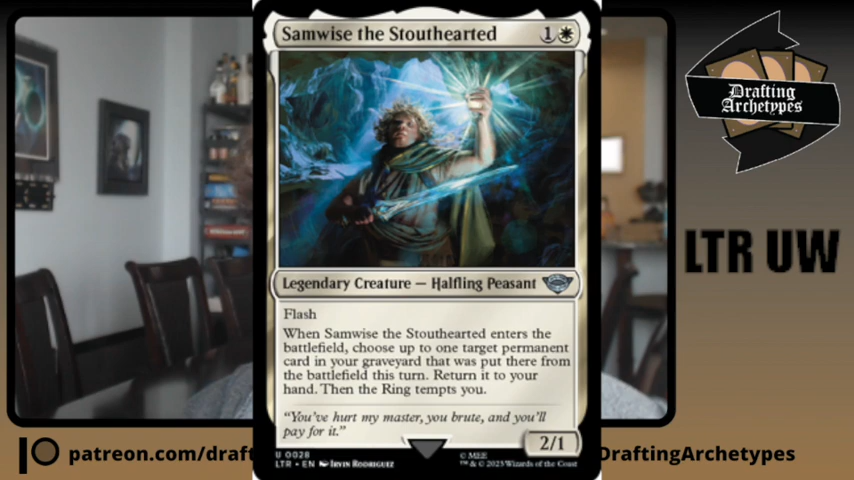 Samwise the Stouthearted 1
Drafting
Archetypes
LTR UW
Legendary Creature — Halfling Peasant
Flash
When Samwise the Stouthearted enters the
battlefield, choose up to one target permanent
card in your graveyard that was put there from
the battlefield this turn. Return it to your
hand. Then the Ring tempts you.
"You've hurt my master, you brute, and you'll
pay for it."
2/1
U 0028
LTR • EN Irvin Rodriguez
© MEE
™ & © 2023 Wizards of the Coast
patreon.com/draft
DraftingArchetypes